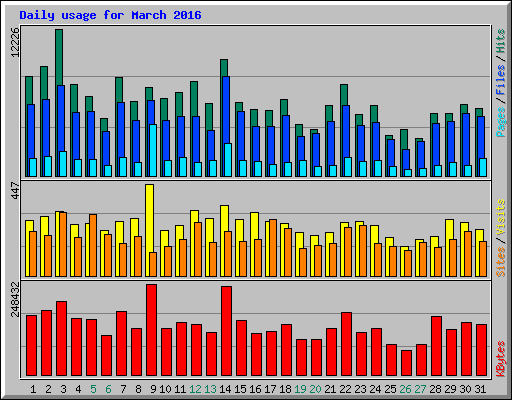 Daily usage for March 2016
12226
Pages / Files / Hits
447
Sites / Visits
248432
KBytes
1 2 3 4 5 6 7 8 9 10 11 12 13 14 15 16 17 18 19 20 21 22 23 24 25 26 27 28 29 30 31